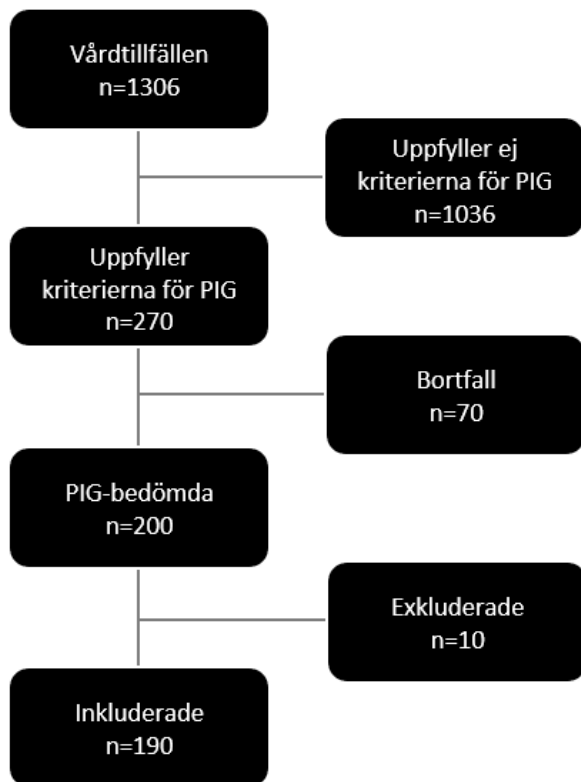 Vårdtillfällen
n=1306
Uppfyller ej
kriterierna för PIG
n=1036
Uppfyller
kriterierna för PIG
n=270
Bortfall
n=70
PIG-bedömda
n=200
Exkluderade
n=10
Inkluderade
n=190